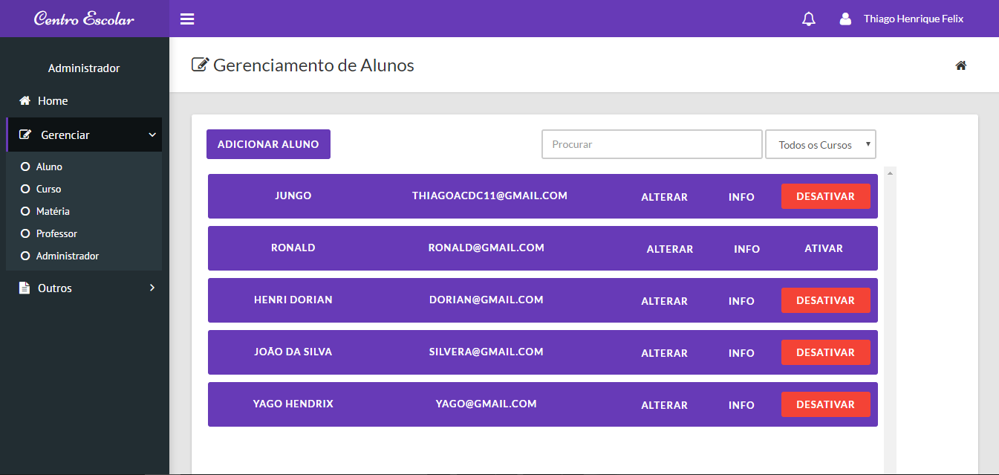 Centro Escolar
Thiago Henrique Felix
Administrador
Home
Gerenciar
Aluno
Curso
Matéria
Professor
Administrador
Outros
Gerenciamento de Alunos
ADICIONAR ALUNO
Procurar
Todos os Cursos
JUNGO THIAGOACDC11@GMAIL.COM ALTERAR INFO DESATIVAR
RONALD RONALD@GMAIL.COM ALTERAR INFO ATIVAR
HENRI DORIAN DORIAN@GMAIL.COM ALTERAR INFO DESATIVAR
JOÃO DA SILVA SILVERA@GMAIL.COM ALTERAR INFO DESATIVAR
YAGO HENDRIX YAGO@GMAIL.COM ALTERAR INFO DESATIVAR